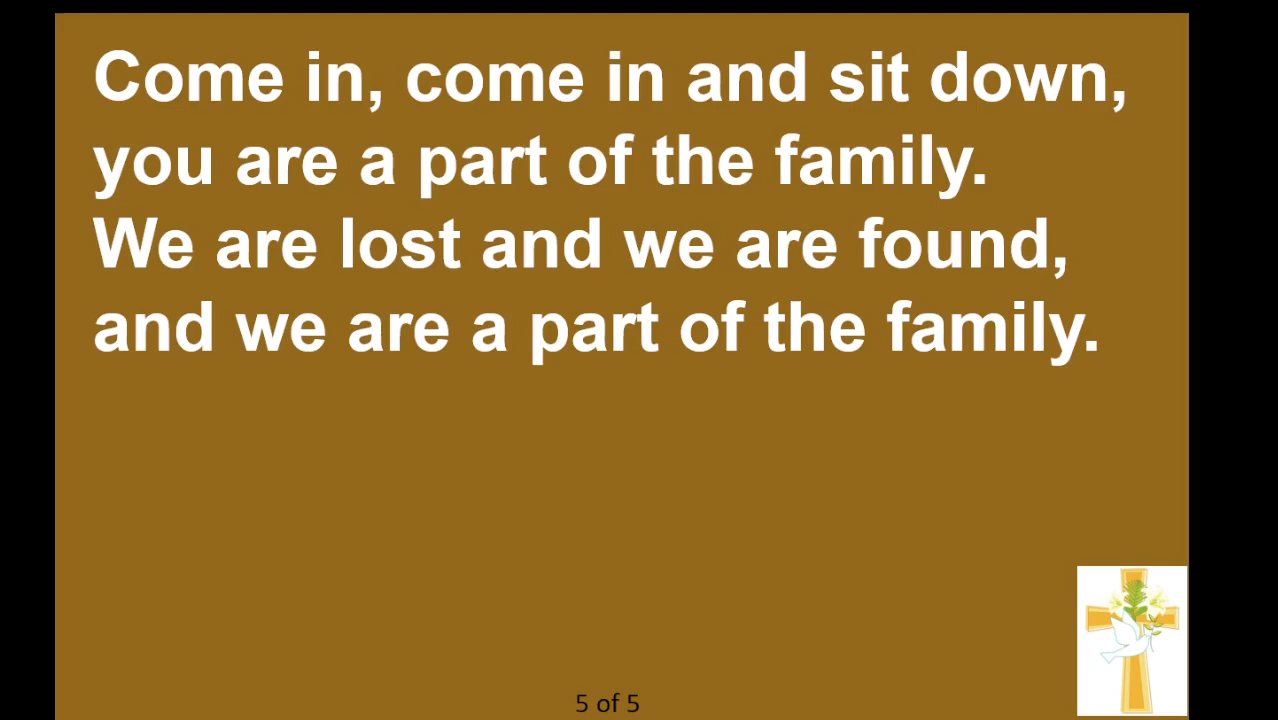 Come in, come in and sit down,
you are a part of the family.
We are lost and we are found,
and we are a part of the family.
5 of 5